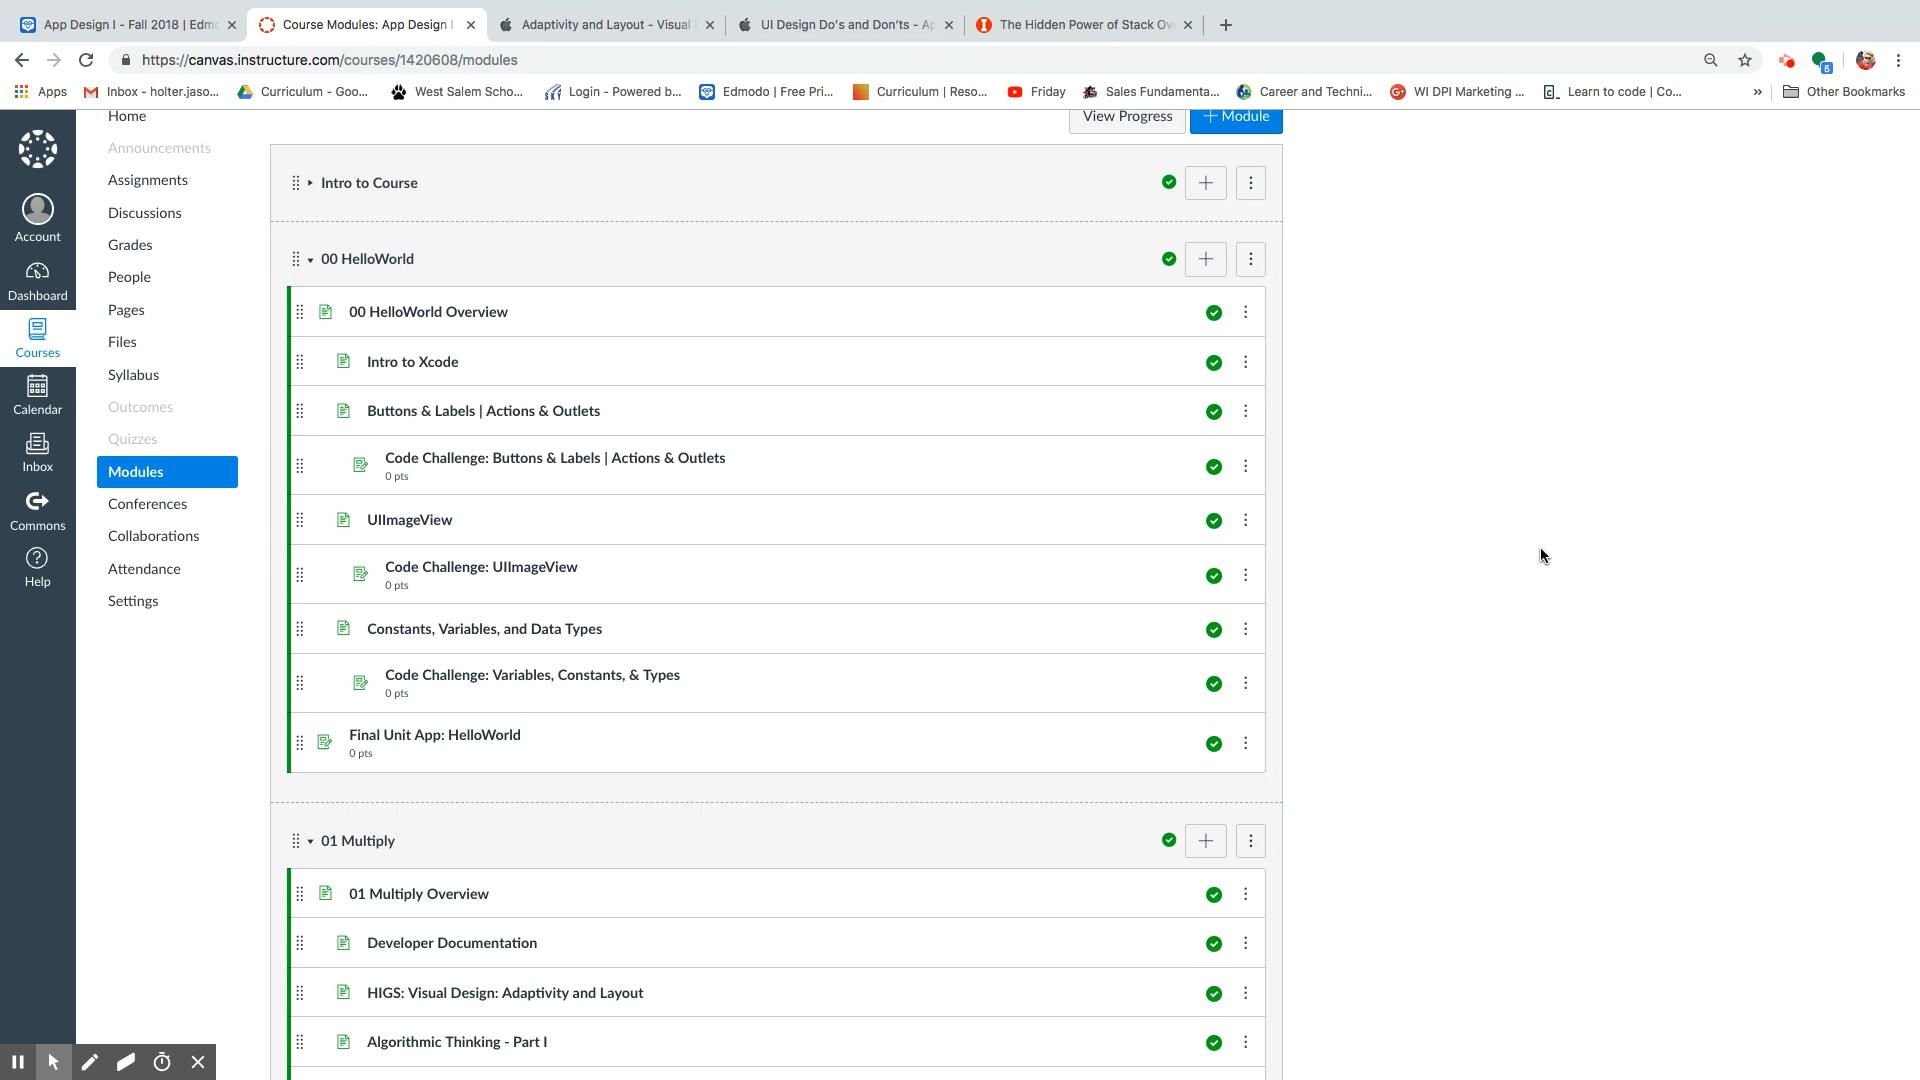 App Design I - Fall 2018 | Edmo
Course Modules: App Design I
Adaptivity and Layout - Visual
UI Design Do's and Don'ts - Ap
The Hidden Power of Stack Ov
https://canvas.instructure.com/courses/1420608/modules
5
Apps
Inbox - holter.jaso...
Curriculum - Goo...
West Salem Scho...
Login - Powered b...
Edmodo | Free Pri...
Curriculum | Reso...
Friday
Sales Fundamenta...
Career and Techni...
WI DPI Marketing ...
Learn to code | Co...
»
Other Bookmarks
Account
Dashboard
Courses
Calendar
Inbox
Commons
Help
Home
Announcements
Assignments
Discussions
Grades
People
Pages
Files
Syllabus
Outcomes
Quizzes
Modules
Conferences
Collaborations
Attendance
Settings
View Progress
+ Module
Intro to Course
00 HelloWorld
00 HelloWorld Overview
Intro to Xcode
Buttons & Labels | Actions & Outlets
Code Challenge: Buttons & Labels | Actions & Outlets
0 pts
UIImageView
Code Challenge: UIImageView
0 pts
Constants, Variables, and Data Types
Code Challenge: Variables, Constants, & Types
0 pts
Final Unit App: HelloWorld
0 pts
01 Multiply
01 Multiply Overview
Developer Documentation
HIGS: Visual Design: Adaptivity and Layout
Algorithmic Thinking - Part I